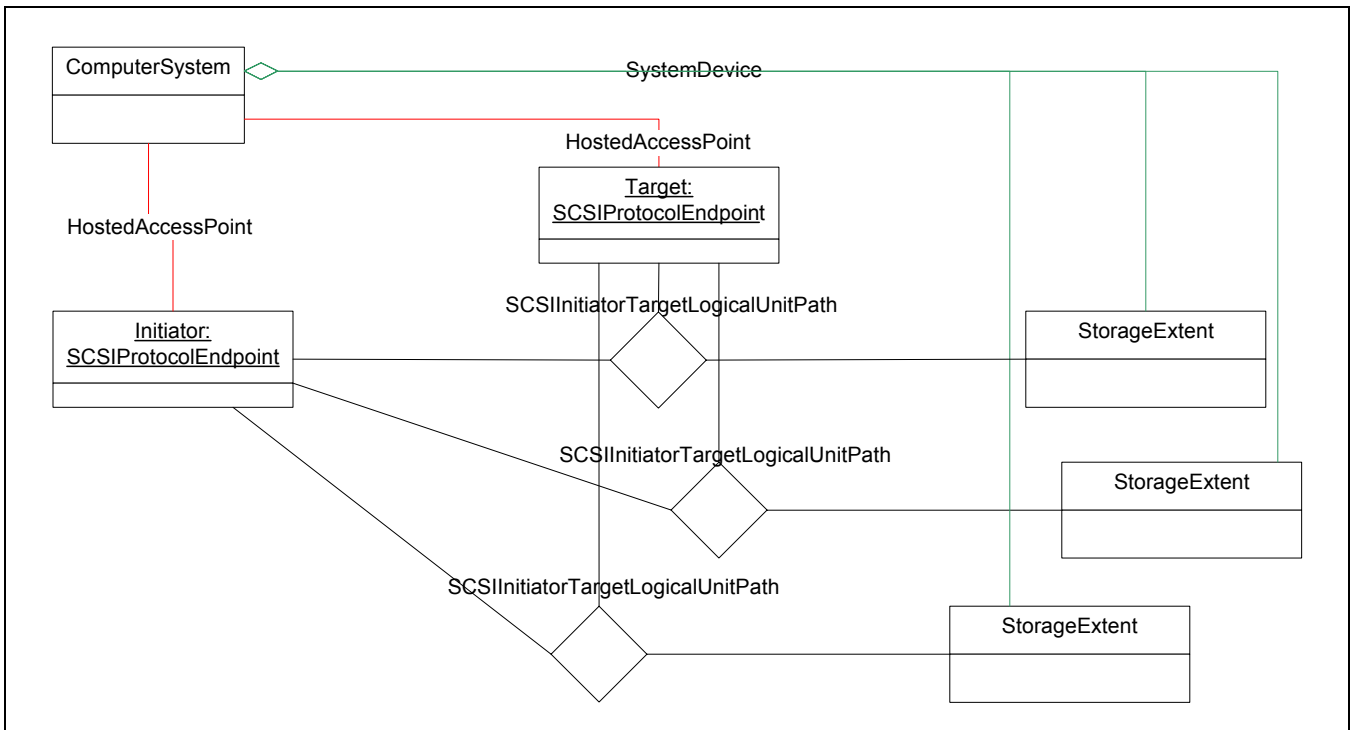 ComputerSystem
SystemDevice
HostedAccessPoint
Target:
SCSIProtocolEndpoint
HostedAccessPoint
SCSIInitiatorTargetLogicalUnitPath
Initiator:
SCSIProtocolEndpoint
StorageExtent
SCSIInitiatorTargetLogicalUnitPath
StorageExtent
SCSIInitiatorTargetLogicalUnitPath
StorageExtent